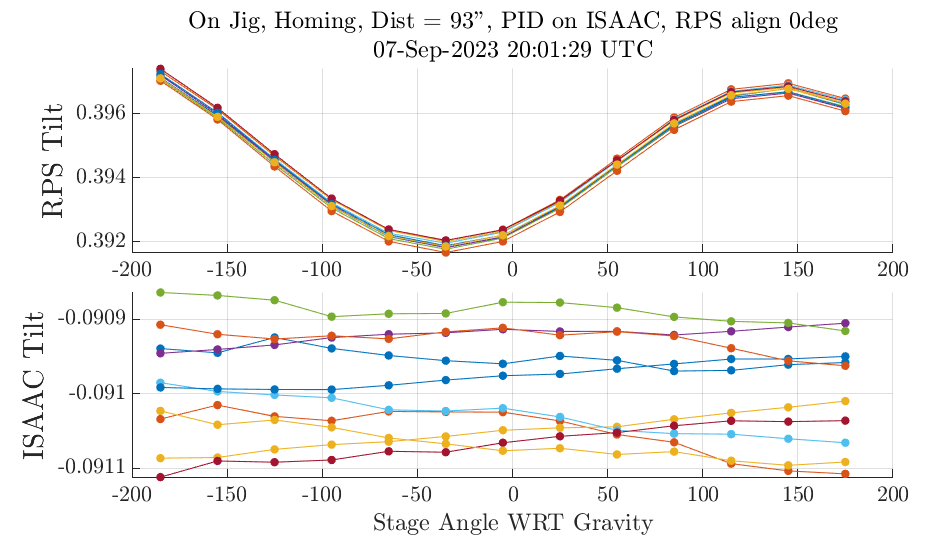 On Jig, Homing, Dist = 93”, PID on ISAAC, RPS align 0deg
07-Sep-2023 20:01:29 UTC
RPS Tilt
0.396
0.394
0.392
-200 -150 -100 -50 0 50 100 150 200
ISAAC Tilt
-0.0909
-0.091
-0.0911
-200 -150 -100 -50 0 50 100 150 200
Stage Angle WRT Gravity